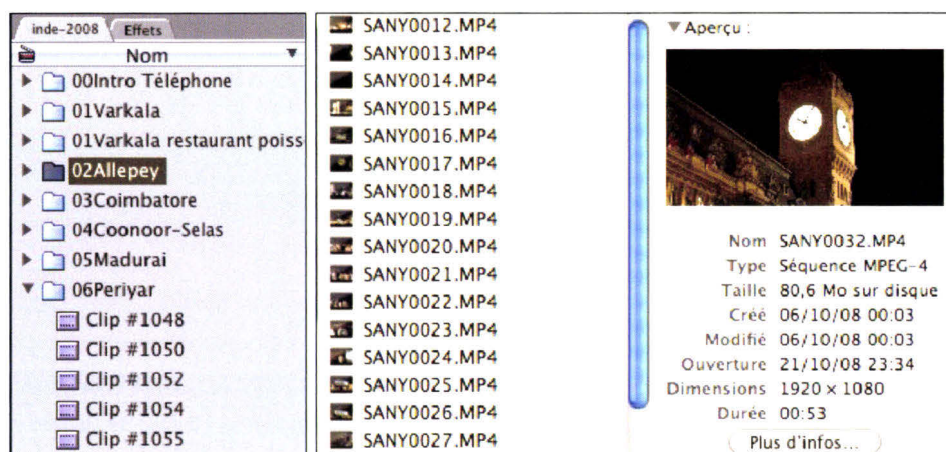 inde-2008 Effets
Nom
00Intro Téléphone
01Varkala
01Varkala restaurant poiss
02Allepey
03Coimbatore
04Coonoor-Selas
05Madurai
06Periyar
Clip #1048
Clip #1050
Clip #1052
Clip #1054
Clip #1055
SANY0012.MP4
SANY0013.MP4
SANY0014.MP4
SANY0015.MP4
SANY0016.MP4
SANY0017.MP4
SANY0018.MP4
SANY0019.MP4
SANY0020.MP4
SANY0021.MP4
SANY0022.MP4
SANY0023.MP4
SANY0024.MP4
SANY0025.MP4
SANY0026.MP4
SANY0027.MP4
Aperçu :
Nom SANY0032.MP4
Type Séquence MPEG-4
Taille 80,6 Mo sur disque
Créé 06/10/08 00:03
Modifié 06/10/08 00:03
Ouverture 21/10/08 23:34
Dimensions 1920 × 1080
Durée 00:53
Plus d'infos...